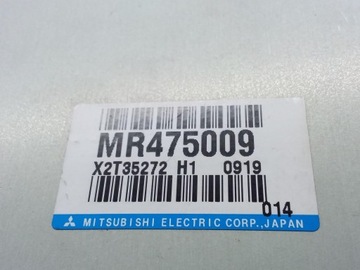 MR475009
X2T35272 H1 0919
014
MITSUBISHI ELECTRIC CORP.,JAPAN